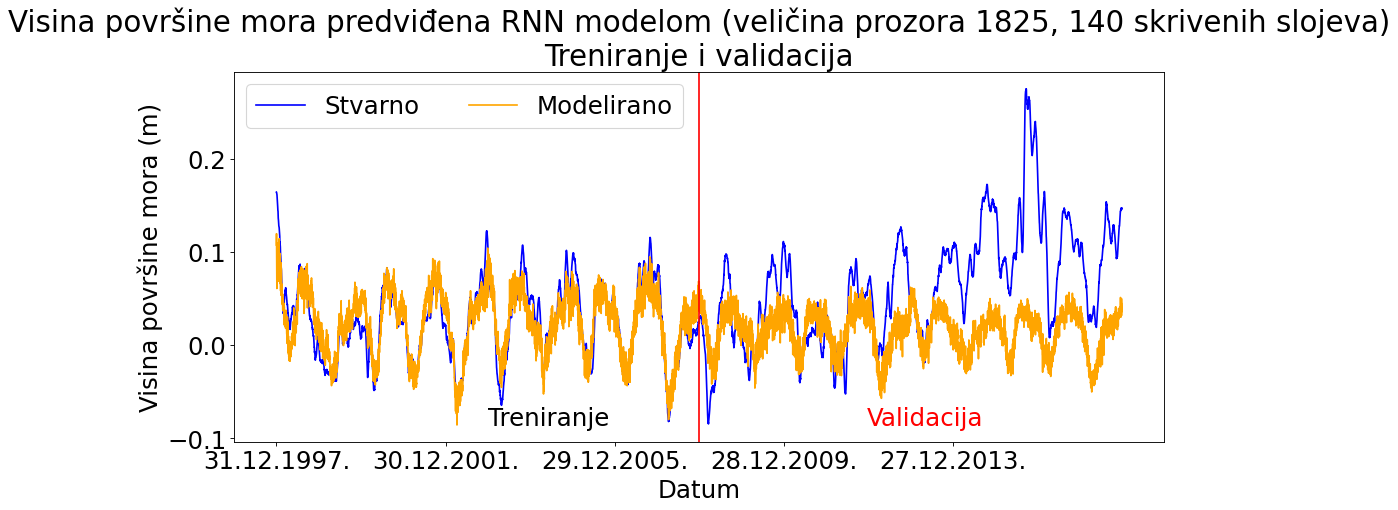 Visina površine mora predviđena RNN modelom (veličina prozora 1825, 140 skrivenih slojeva)
Treniranje i validacija
Stvarno
Modelirano
Visina površine mora (m)
0.2
0.1
0.0
−0.1
Treniranje
Validacija
31.12.1997.
30.12.2001.
29.12.2005.
28.12.2009.
27.12.2013.
Datum